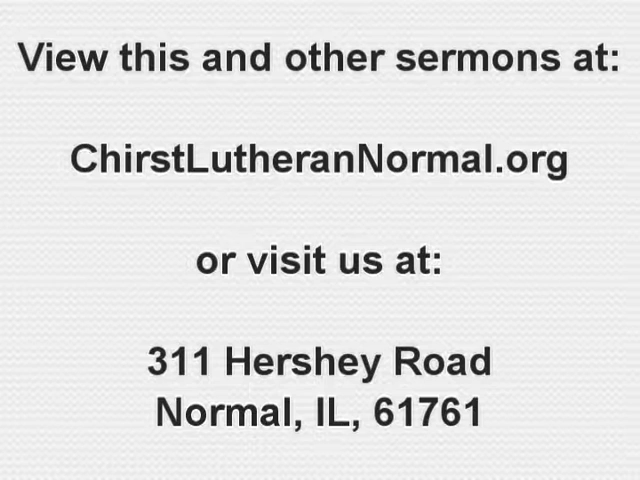 View this and other sermons at:
ChirstLutheranNormal.org
or visit us at:
311 Hershey Road
Normal, IL, 61761